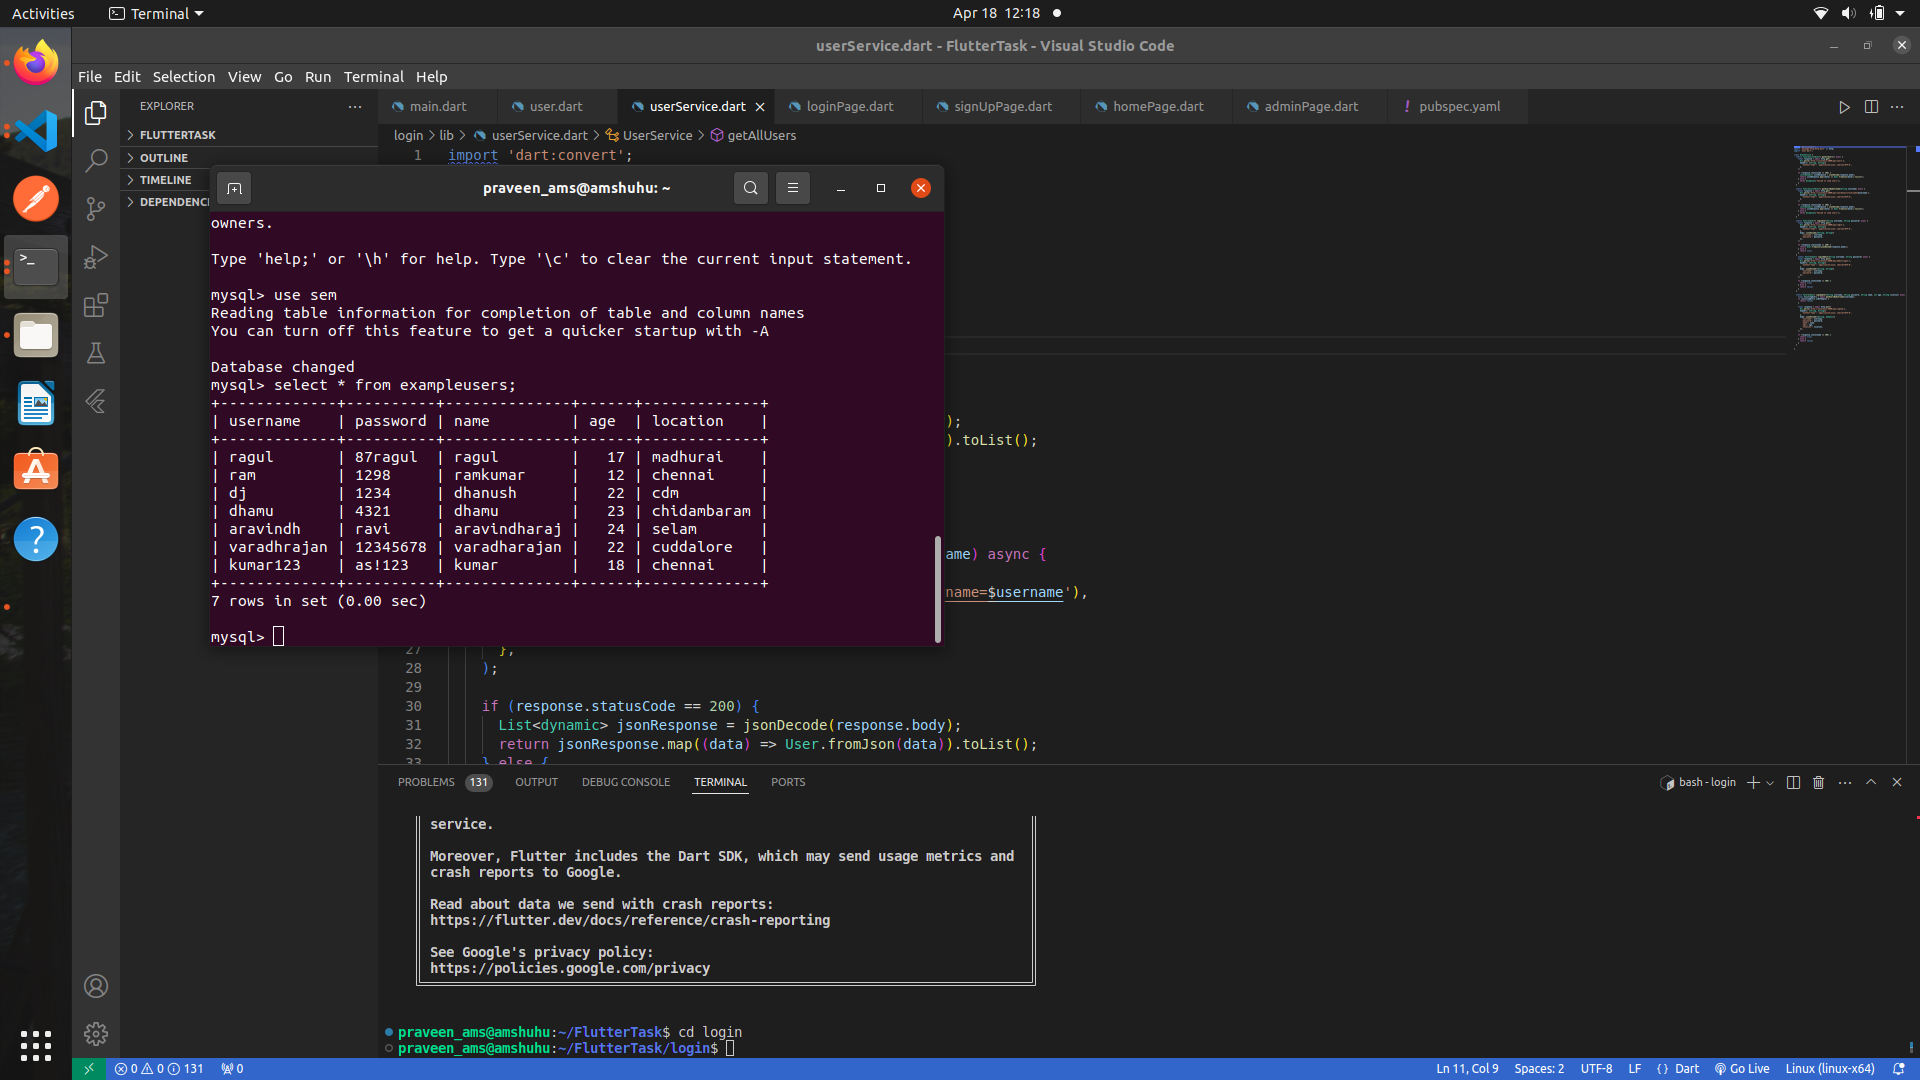 Activities
Terminal
Apr 18 12:18
userService.dart - FlutterTask - Visual Studio Code
File Edit Selection View Go Run Terminal Help
EXPLORER
FLUTTERTASK
OUTLINE
TIMELINE
DEPENDENC
main.dart user.dart userService.dart loginPage.dart signUpPage.dart homePage.dart adminPage.dart pubspec.yaml
login > lib > userService.dart > UserService > getAllUsers
1 import 'dart:convert';
praveen_ams@amshuhu: ~
owners.
Type 'help;' or '\h' for help. Type '\c' to clear the current input statement.
mysql> use sem
Reading table information for completion of table and column names
You can turn off this feature to get a quicker startup with -A
Database changed
mysql> select * from exampleusers;
+-------------+----------+--------------+------+-------------+
| username    | password | name         | age  | location    |
+-------------+----------+--------------+------+-------------+
| ragul       | 87ragul  | ragul        |   17 | madhurai    |
| ram         | 1298     | ramkumar     |   12 | chennai     |
| dj          | 1234     | dhanush      |   22 | cdm         |
| dhamu       | 4321     | dhamu        |   23 | chidambaram |
| aravindh    | ravi     | aravindharaj |   24 | selam       |
| varadhrajan | 12345678 | varadharajan |   22 | cuddalore   |
| kumar123    | as!123   | kumar        |   18 | chennai     |
+-------------+----------+--------------+------+-------------+
7 rows in set (0.00 sec)
mysql>
);
).toList();
ame) async {
name=$username'),
27 },
28 );
29
30 if (response.statusCode == 200) {
31 List<dynamic> jsonResponse = jsonDecode(response.body);
32 return jsonResponse.map((data) => User.fromJson(data)).toList();
33 } else {
PROBLEMS 131 OUTPUT DEBUG CONSOLE TERMINAL PORTS
bash - login
service.
Moreover, Flutter includes the Dart SDK, which may send usage metrics and
crash reports to Google.
Read about data we send with crash reports:
https://flutter.dev/docs/reference/crash-reporting
See Google's privacy policy:
https://policies.google.com/privacy
praveen_ams@amshuhu:~/FlutterTask$ cd login
praveen_ams@amshuhu:~/FlutterTask/login$
0 0 131 0
Ln 11, Col 9 Spaces: 2 UTF-8 LF {} Dart Go Live Linux (linux-x64)